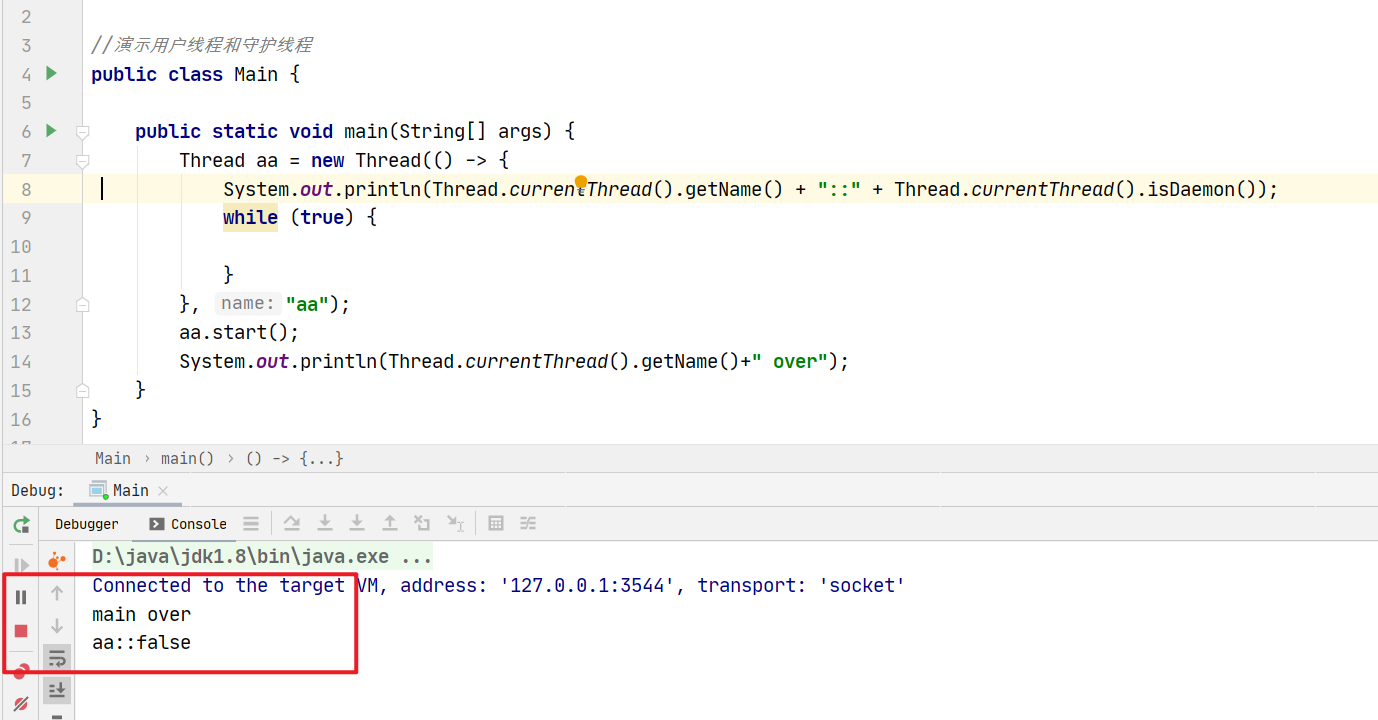 2
3 //演示用户线程和守护线程
4 public class Main {
5
6 public static void main(String[] args) {
7 Thread aa = new Thread(() -> {
8 System.out.println(Thread.currentThread().getName() + "::" + Thread.currentThread().isDaemon());
9 while (true) {
10
11 }
12 }, name: "aa");
13 aa.start();
14 System.out.println(Thread.currentThread().getName()+" over");
15 }
16 }
Main › main() › () -> {...}
Debug: Main
Debugger Console
D:\java\jdk1.8\bin\java.exe ...
Connected to the target VM, address: '127.0.0.1:3544', transport: 'socket'
main over
aa::false